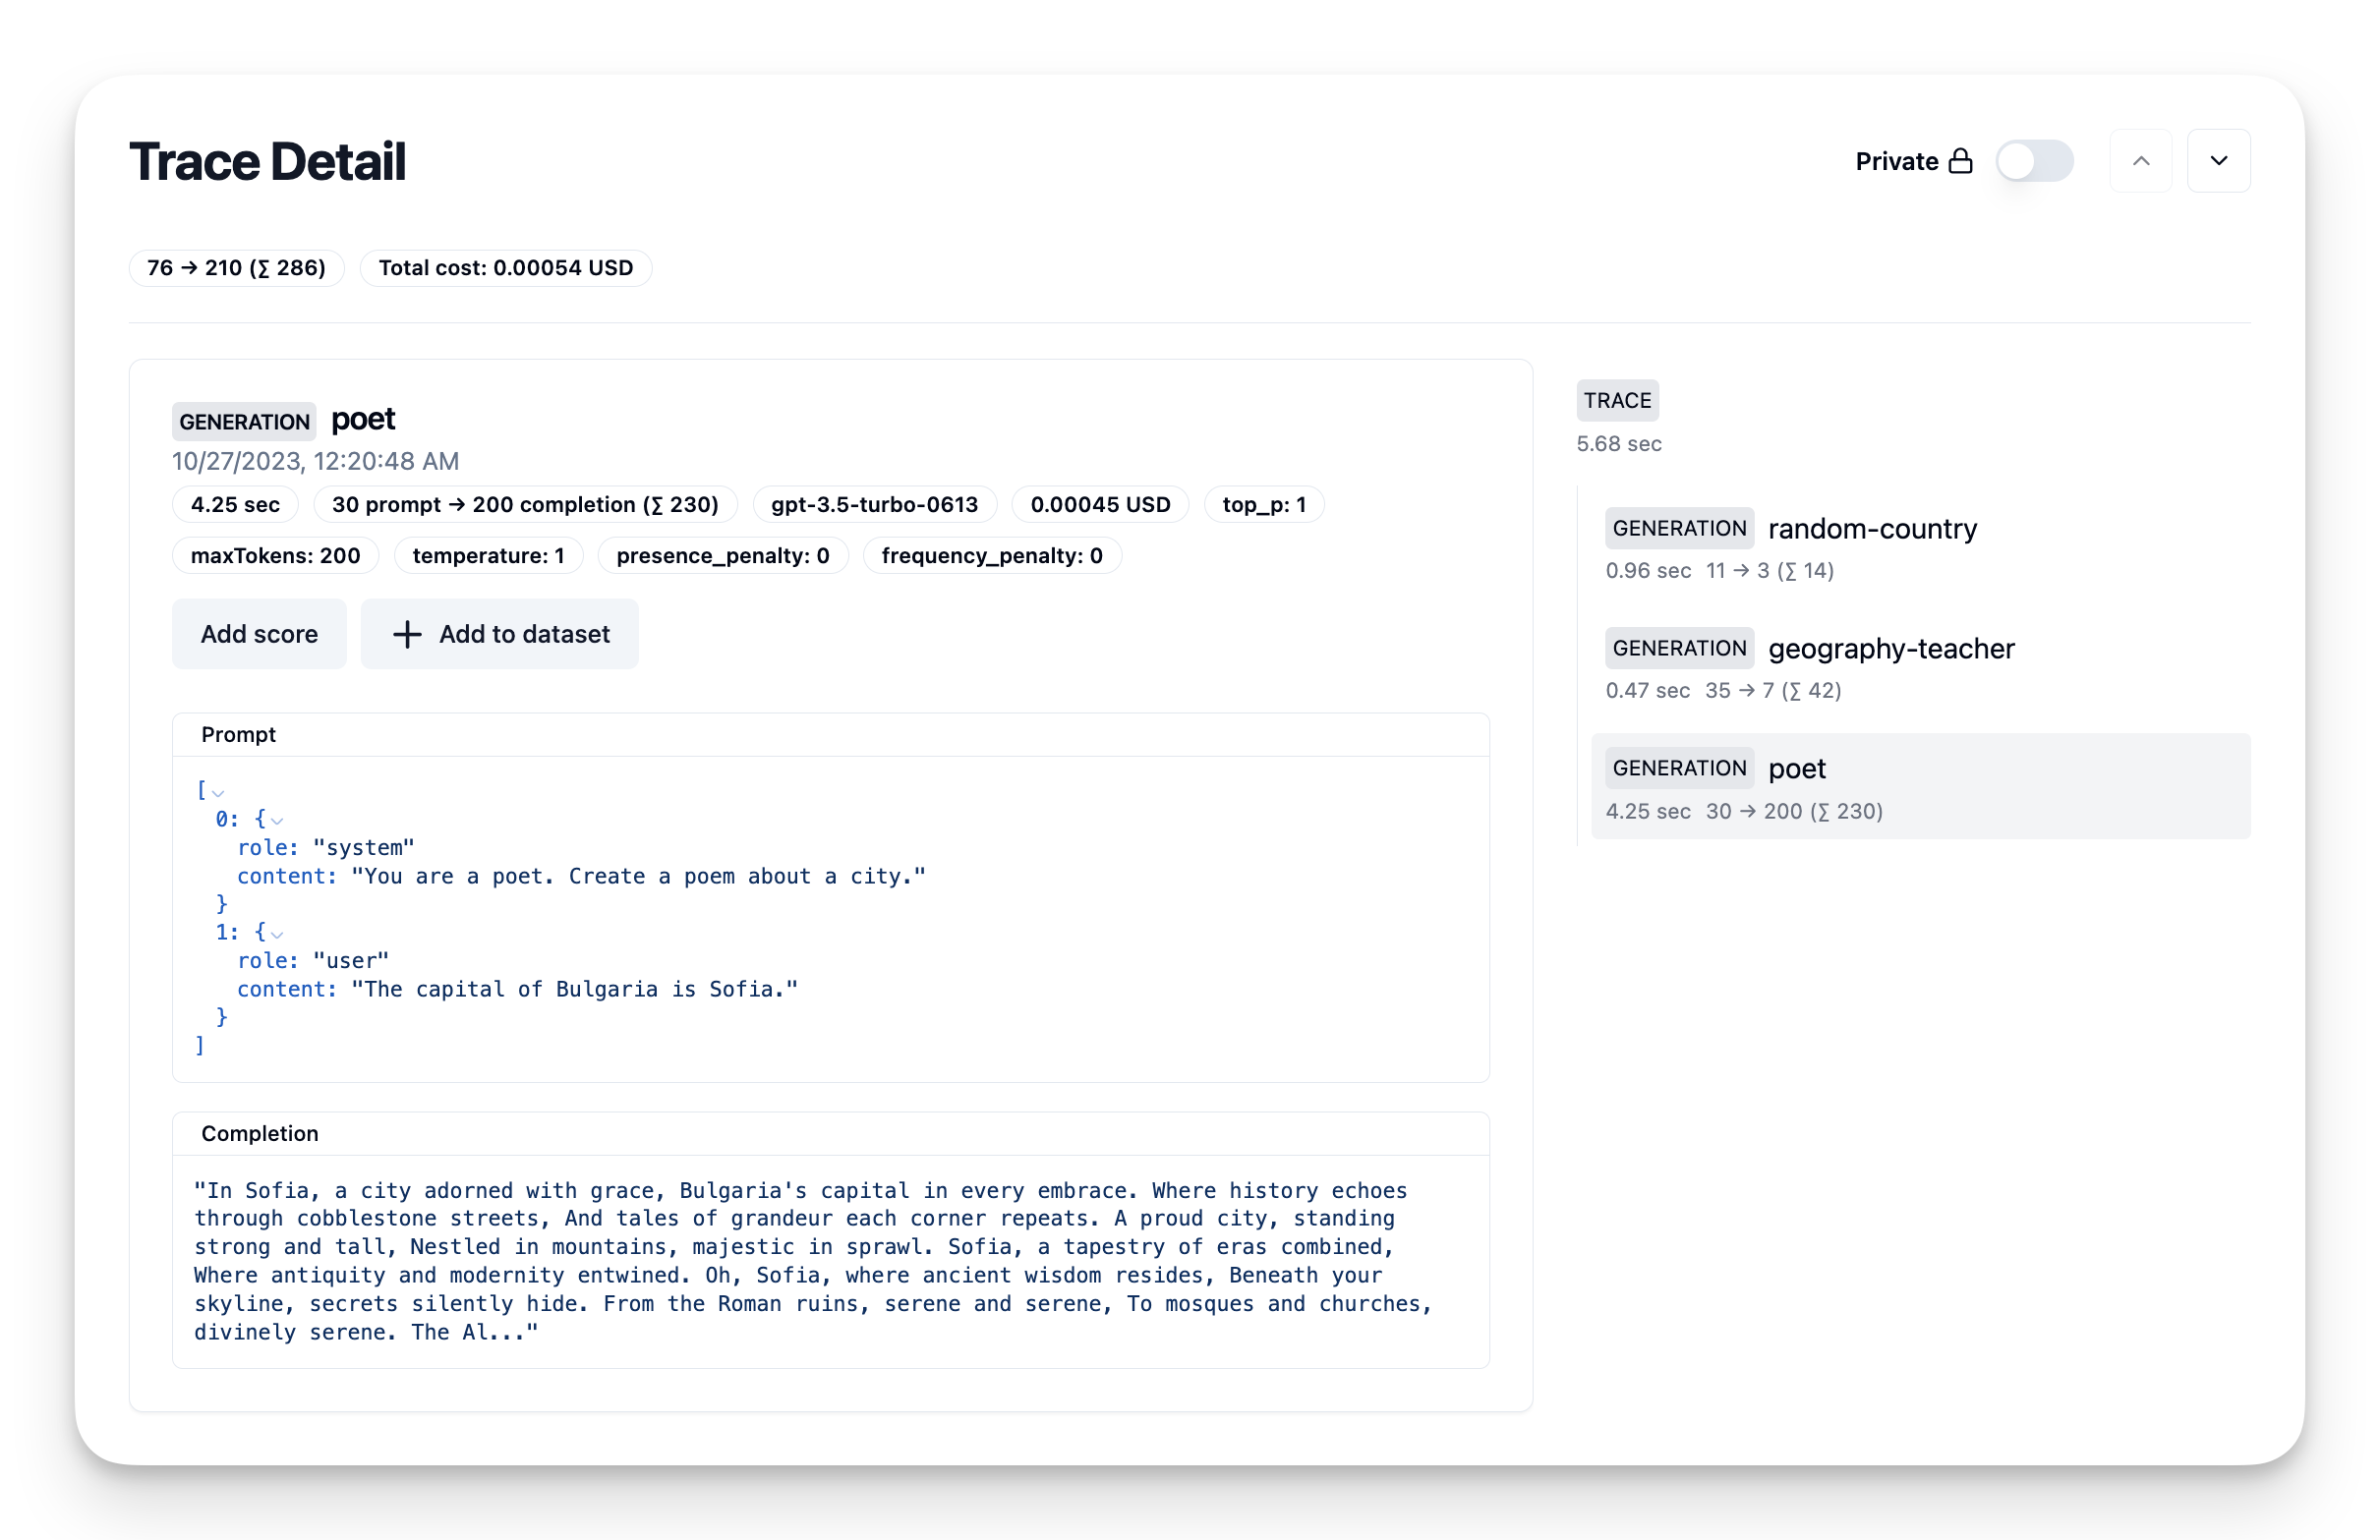 Trace Detail
Private
76 → 210 (∑ 286)
Total cost: 0.00054 USD
GENERATION poet
10/27/2023, 12:20:48 AM
4.25 sec
30 prompt → 200 completion (∑ 230)
gpt-3.5-turbo-0613
0.00045 USD
top_p: 1
maxTokens: 200
temperature: 1
presence_penalty: 0
frequency_penalty: 0
Add score
+ Add to dataset
Prompt
[
0: {
role: "system"
content: "You are a poet. Create a poem about a city."
}
1: {
role: "user"
content: "The capital of Bulgaria is Sofia."
}
]
Completion
"In Sofia, a city adorned with grace, Bulgaria's capital in every embrace. Where history echoes
through cobblestone streets, And tales of grandeur each corner repeats. A proud city, standing
strong and tall, Nestled in mountains, majestic in sprawl. Sofia, a tapestry of eras combined,
Where antiquity and modernity entwined. Oh, Sofia, where ancient wisdom resides, Beneath your
skyline, secrets silently hide. From the Roman ruins, serene and serene, To mosques and churches,
divinely serene. The Al..."
TRACE
5.68 sec
GENERATION random-country
0.96 sec 11 → 3 (∑ 14)
GENERATION geography-teacher
0.47 sec 35 → 7 (∑ 42)
GENERATION poet
4.25 sec 30 → 200 (∑ 230)